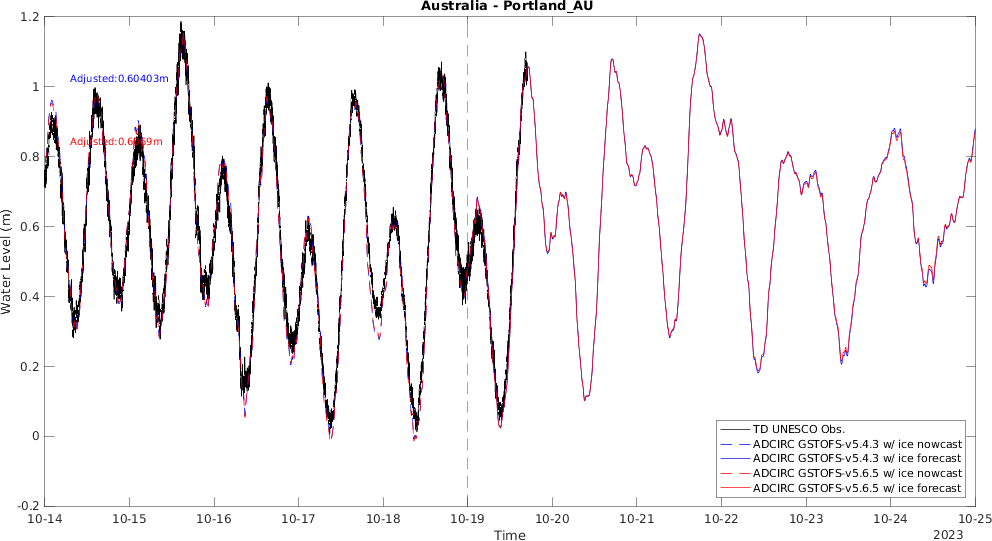 Australia - Portland_AU
1.2
1
0.8
0.6
0.4
0.2
0
-0.2
Water Level (m)
Adjusted:0.60403m
TD UNESCO Obs.
ADCIRC GSTOFS-v5.4.3 w/ ice nowcast
ADCIRC GSTOFS-v5.4.3 w/ ice forecast
ADCIRC GSTOFS-v5.6.5 w/ ice nowcast
ADCIRC GSTOFS-v5.6.5 w/ ice forecast
10-14 10-15 10-16 10-17 10-18 10-19 10-20 10-21 10-22 10-23 10-24 10-25
Time
2023